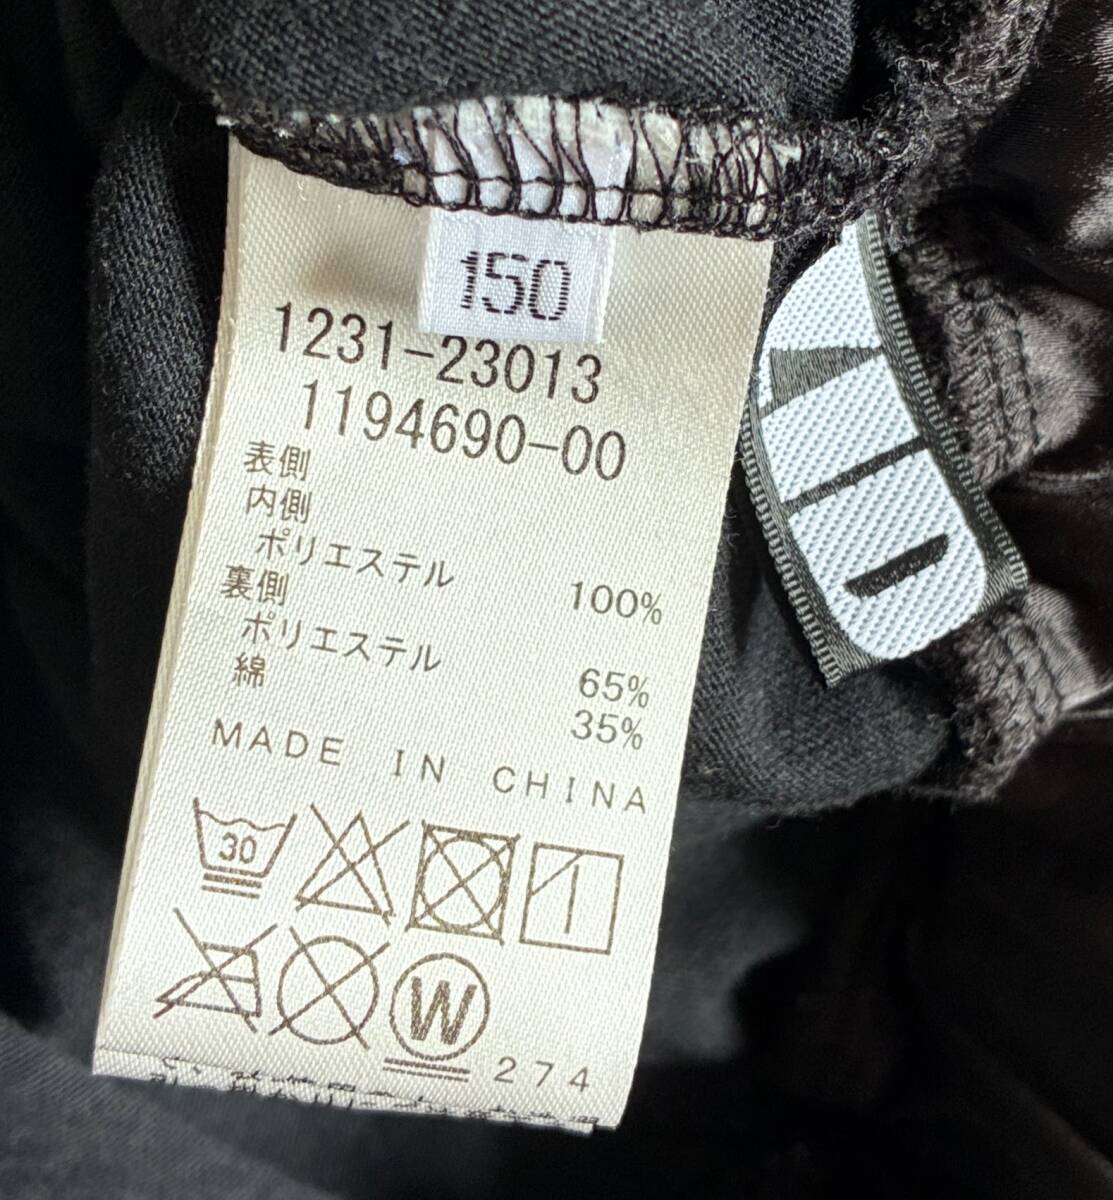 150
1231-23013
1194690-00
表側
内側
ポリエステル 100%
裏側
ポリエステル 65%
綿 35%
MADE IN CHINA
30
W
274